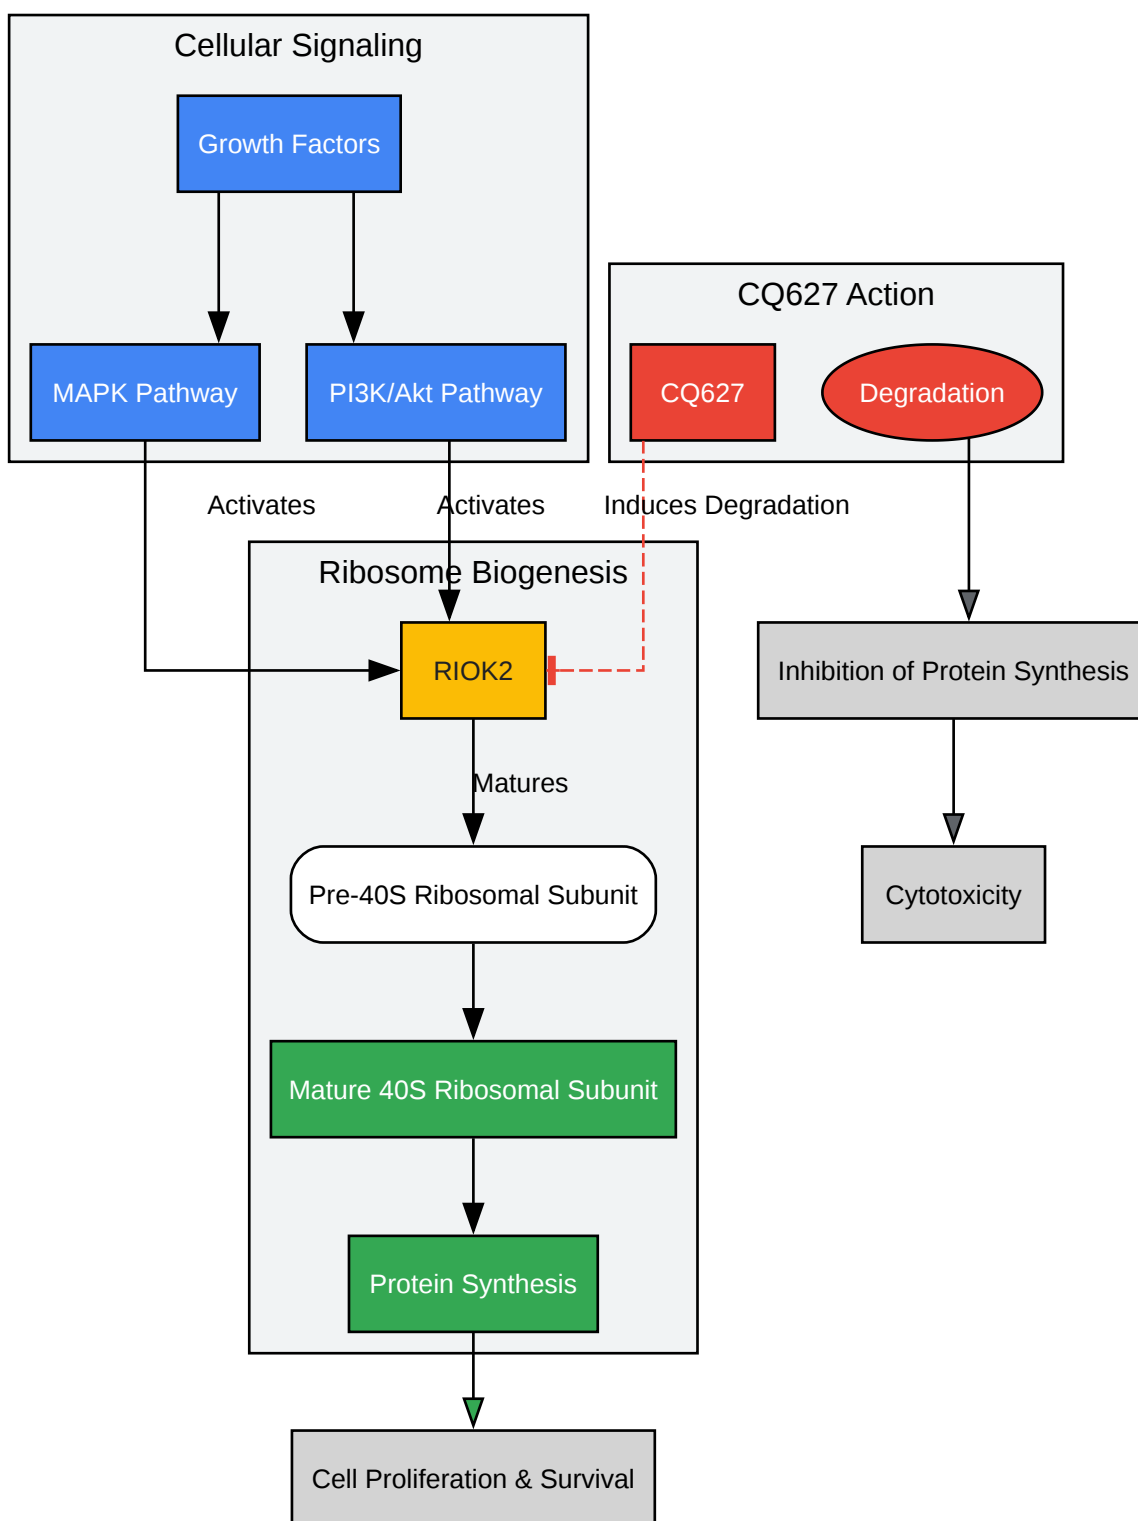 Cellular Signaling
Growth Factors
CQ627 Action
MAPK Pathway
PI3K/Akt Pathway
CQ627
Degradation
Activates
Activates
Induces Degradation
Ribosome Biogenesis
RIOK2
Inhibition of Protein Synthesis
Matures
Pre-40S Ribosomal Subunit
Cytotoxicity
Mature 40S Ribosomal Subunit
Protein Synthesis
Cell Proliferation & Survival